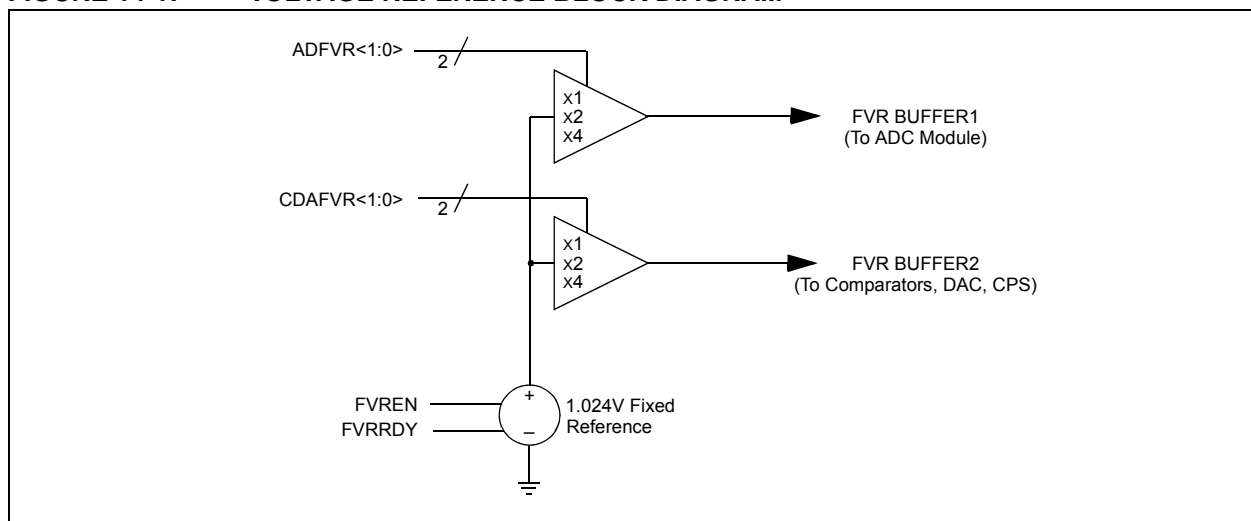 ADFVR<1:0>
2
X1
X2
X4
FVR BUFFER1
(To ADC Module)
CDAFVR<1:0>
2
X1
X2
X4
FVR BUFFER2
(To Comparators, DAC, CPS)
FVREN
FVRRDY
+
_
1.024V Fixed
Reference